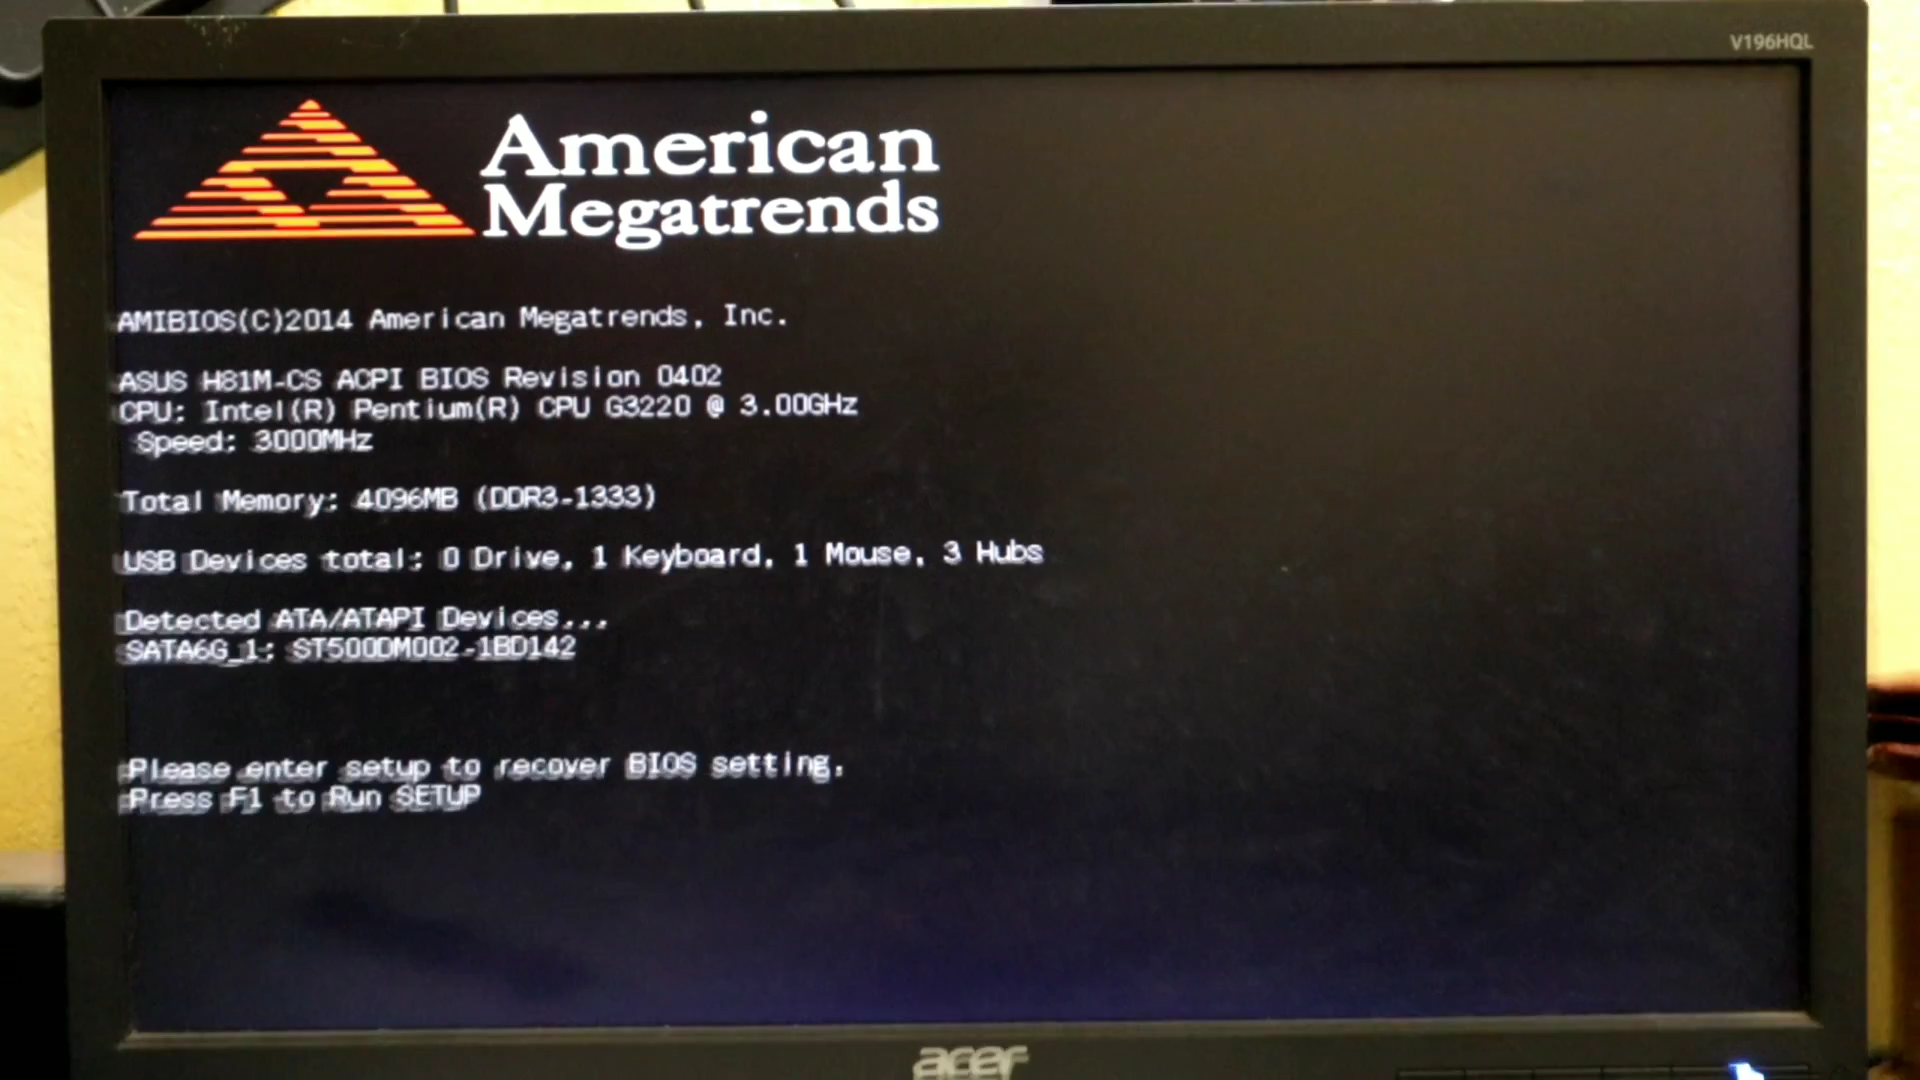 V196HQL
American
Megatrends
AMIBIOS(C)2014 American Megatrends, Inc.
ASUS H81M-CS ACPI BIOS Revision 0402
CPU: Intel(R) Pentium(R) CPU G3220 @ 3.00GHz
Speed: 3000MHz
Total Memory: 4096MB (DDR3-1333)
USB Devices total: 0 Drive, 1 Keyboard, 1 Mouse, 3 Hubs
Detected ATA/ATAPI Devices...
SATA6G_1: ST500DM002-1BD142
Please enter setup to recover BIOS setting.
Press F1 to Run SETUP
acer